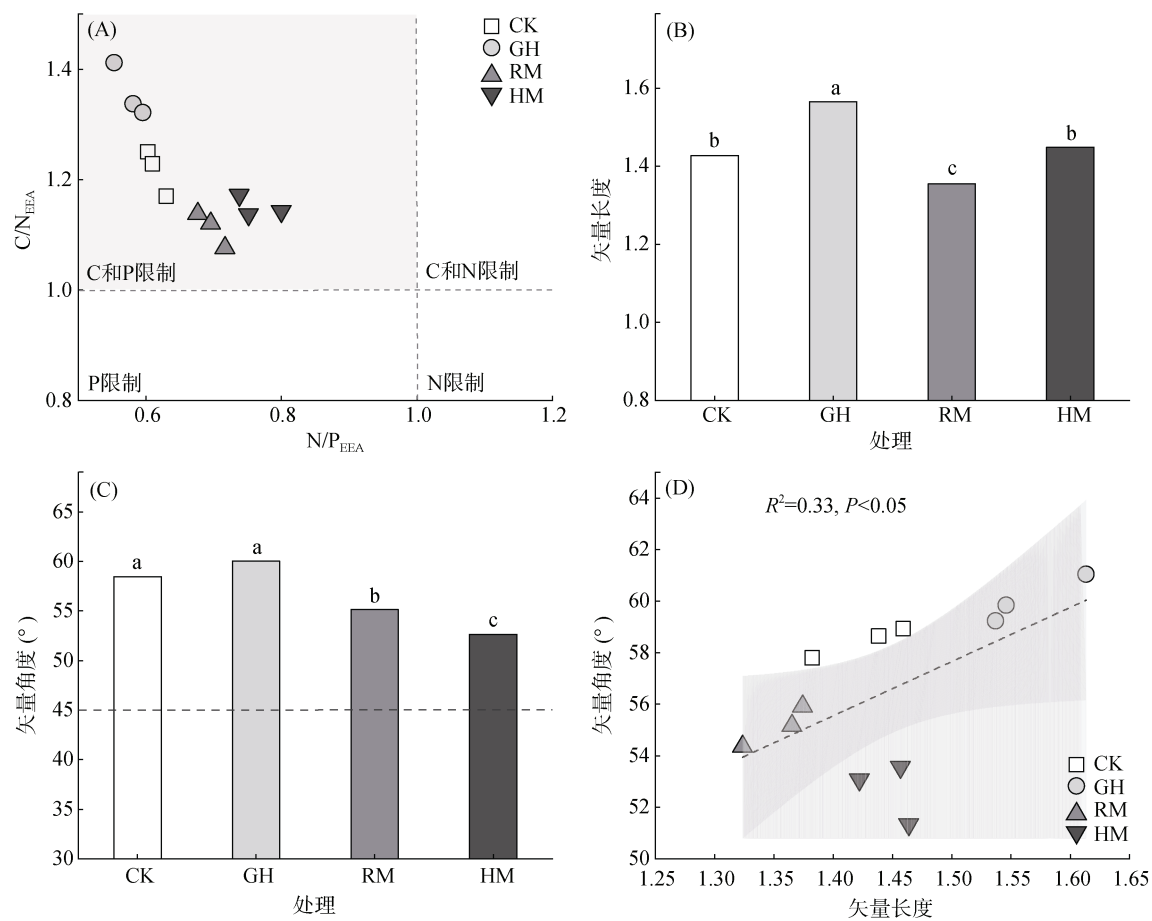 (A)
CK
GH
RM
HM
1.4
1.2
1.0
0.8
C/NEEA
C和P限制
C和N限制
P限制
N限制
0.6
0.8
1.0
1.2
N/PEEA
(B)
1.6
1.4
1.2
1.0
0.8
矢量长度
b
a
c
b
CK
GH
RM
HM
处理
(C)
65
60
55
50
45
40
35
30
矢量角度 (° )
a
a
b
c
CK
GH
RM
HM
处理
(D)
R²=0.33, P<0.05
64
62
60
58
56
54
52
50
矢量角度 (° )
CK
GH
RM
HM
1.25
1.30
1.35
1.40
1.45
1.50
1.55
1.60
1.65
矢量长度